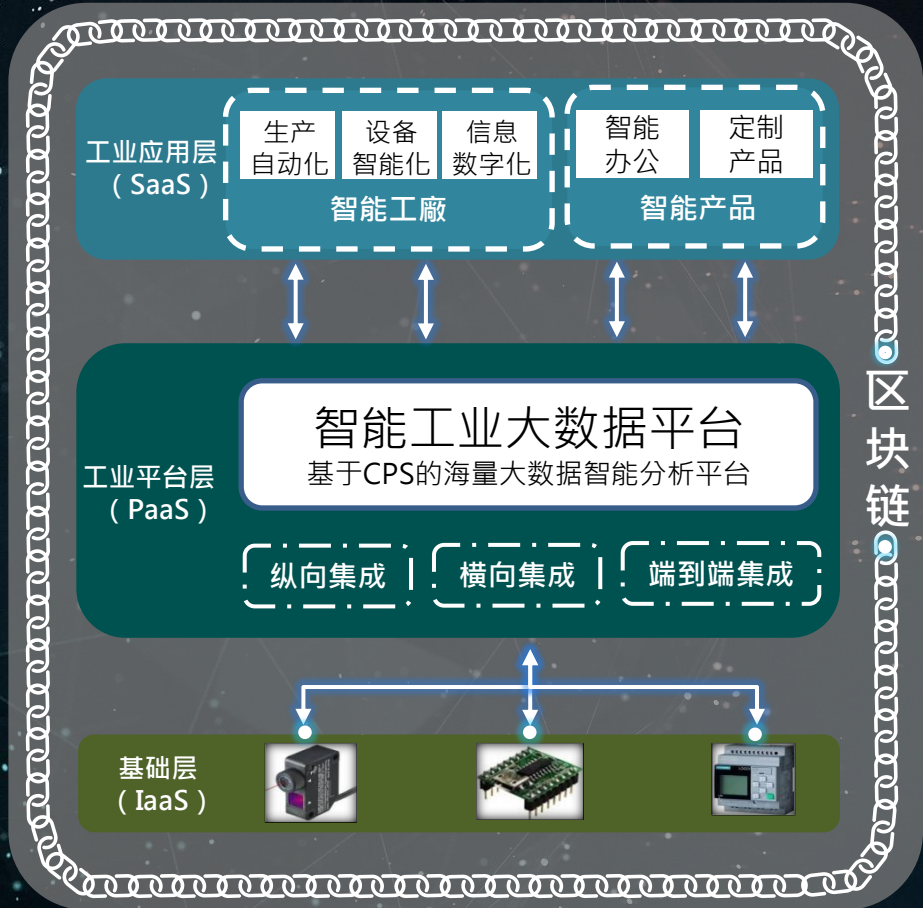 工业应用层
（SaaS）
生产
自动化
设备
智能化
信息
数字化
智能工廠
智能
办公
定制
产品
智能产品
工业平台层
（PaaS）
智能工业大数据平台
基于CPS的海量大数据智能分析平台
纵向集成
横向集成
端到端集成
基础层
（IaaS）
区
块
链